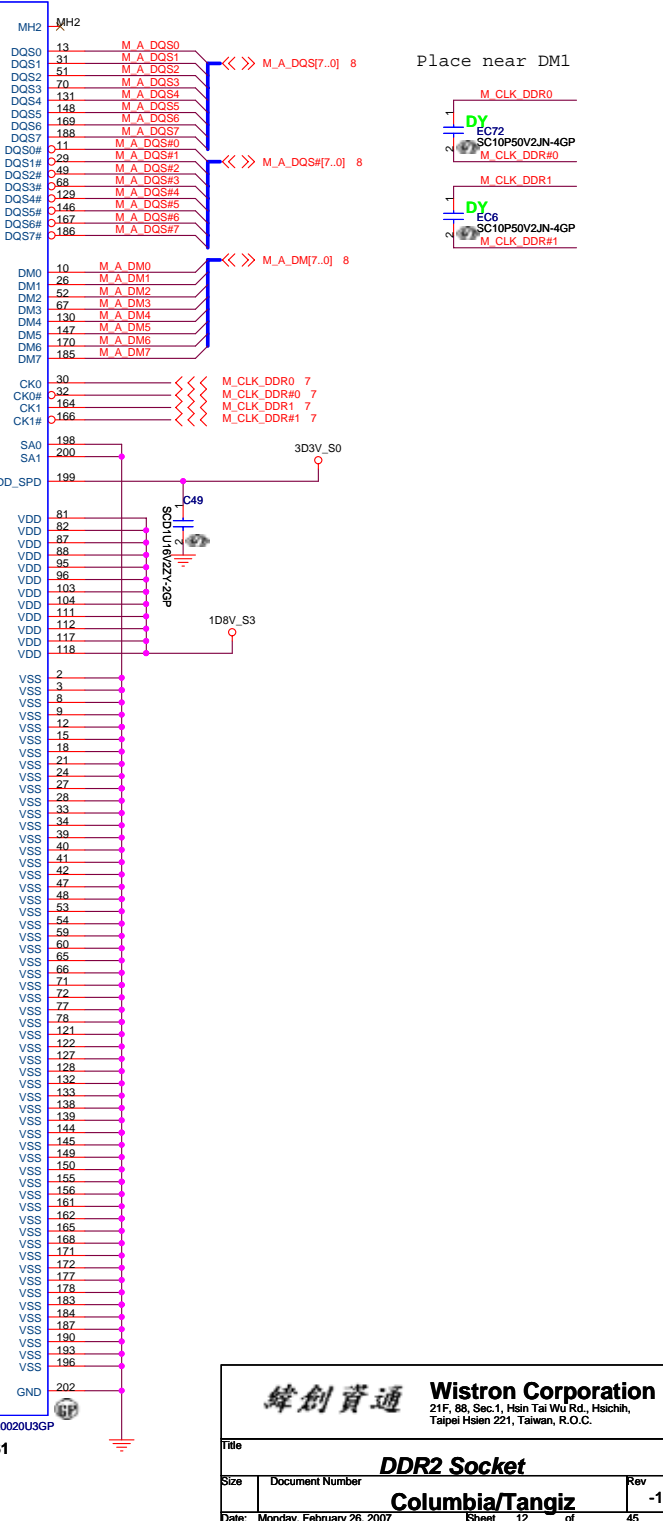 MH2 MH2
DQS0 13 M_A_DQS0
DQS1 31 M_A_DQS1
DQS2 51 M_A_DQS2
DQS3 70 M_A_DQS3
DQS4 131 M_A_DQS4
DQS5 148 M_A_DQS5
DQS6 169 M_A_DQS6
DQS7 188 M_A_DQS7
M_A_DQS[7..0] 8
DQS0# 11 M_A_DQS#0
DQS1# 29 M_A_DQS#1
DQS2# 49 M_A_DQS#2
DQS3# 68 M_A_DQS#3
DQS4# 129 M_A_DQS#4
DQS5# 146 M_A_DQS#5
DQS6# 167 M_A_DQS#6
DQS7# 186 M_A_DQS#7
M_A_DQS#[7..0] 8
DM0 10 M_A_DM0
DM1 26 M_A_DM1
DM2 52 M_A_DM2
DM3 67 M_A_DM3
DM4 130 M_A_DM4
DM5 147 M_A_DM5
DM6 170 M_A_DM6
DM7 185 M_A_DM7
M_A_DM[7..0] 8
CK0 30 M_CLK_DDR0 7
CK0# 32 M_CLK_DDR#0 7
CK1 164 M_CLK_DDR1 7
CK1# 166 M_CLK_DDR#1 7
SA0 198
SA1 200
DD_SPD 199
3D3V_S0
C49
1
2
SCD1U16V2ZY-2GP
VDD 81
VDD 82
VDD 87
VDD 88
VDD 95
VDD 96
VDD 103
VDD 104
VDD 111
VDD 112
VDD 117
VDD 118
1D8V_S3
VSS 2
VSS 3
VSS 8
VSS 9
VSS 12
VSS 15
VSS 18
VSS 21
VSS 24
VSS 27
VSS 28
VSS 33
VSS 34
VSS 39
VSS 40
VSS 41
VSS 42
VSS 47
VSS 48
VSS 53
VSS 54
VSS 59
VSS 60
VSS 65
VSS 66
VSS 71
VSS 72
VSS 77
VSS 78
VSS 121
VSS 122
VSS 127
VSS 128
VSS 132
VSS 133
VSS 138
VSS 139
VSS 144
VSS 145
VSS 149
VSS 150
VSS 155
VSS 156
VSS 161
VSS 162
VSS 165
VSS 168
VSS 171
VSS 172
VSS 177
VSS 178
VSS 183
VSS 184
VSS 187
VSS 190
VSS 193
VSS 196
GND 202
GP
0020U3GP
Place near DM1
M_CLK_DDR0
1
DY
EC72
SC10P50V2JN-4GP
2
M_CLK_DDR#0
M_CLK_DDR1
1
DY
EC6
SC10P50V2JN-4GP
2
M_CLK_DDR#1
緯創資通
Wistron Corporation
21F, 88, Sec.1, Hsin Tai Wu Rd., Hsichih,
Taipei Hsien 221, Taiwan, R.O.C.
Title
DDR2 Socket
Size Document Number Rev
Columbia/Tangiz -1
Date: Monday, February 26, 2007 Sheet 12 of 45